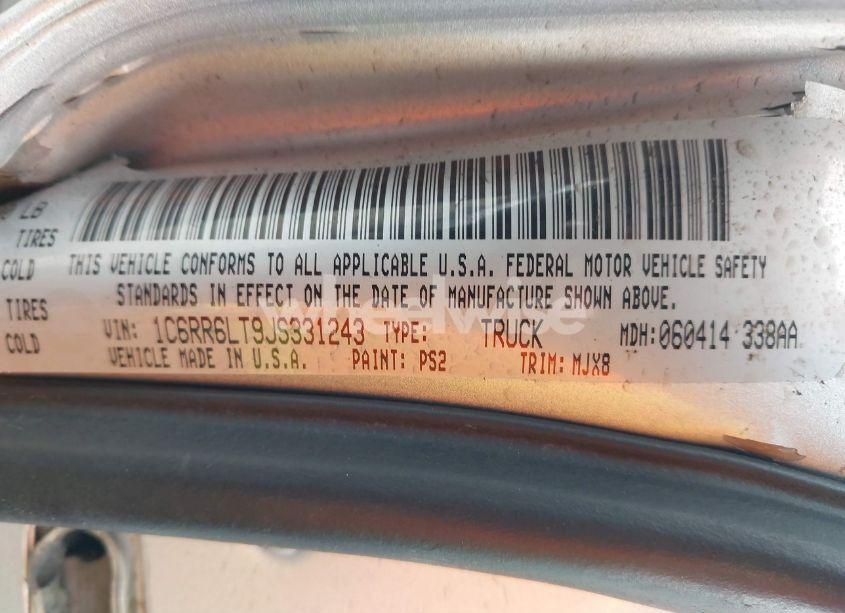 LB
TIRES
COLD
THIS VEHICLE CONFORMS TO ALL APPLICABLE U.S.A. FEDERAL MOTOR VEHICLE SAFETY
STANDARDS IN EFFECT ON THE DATE OF MANUFACTURE SHOWN ABOVE.
TIRES
VIN: 1C6RR6LT9JS331243 TYPE: TRUCK MDH:060414 338AA
COLD
VEHICLE MADE IN U.S.A. PAINT: PS2 TRIM: MJX8
wheelwise